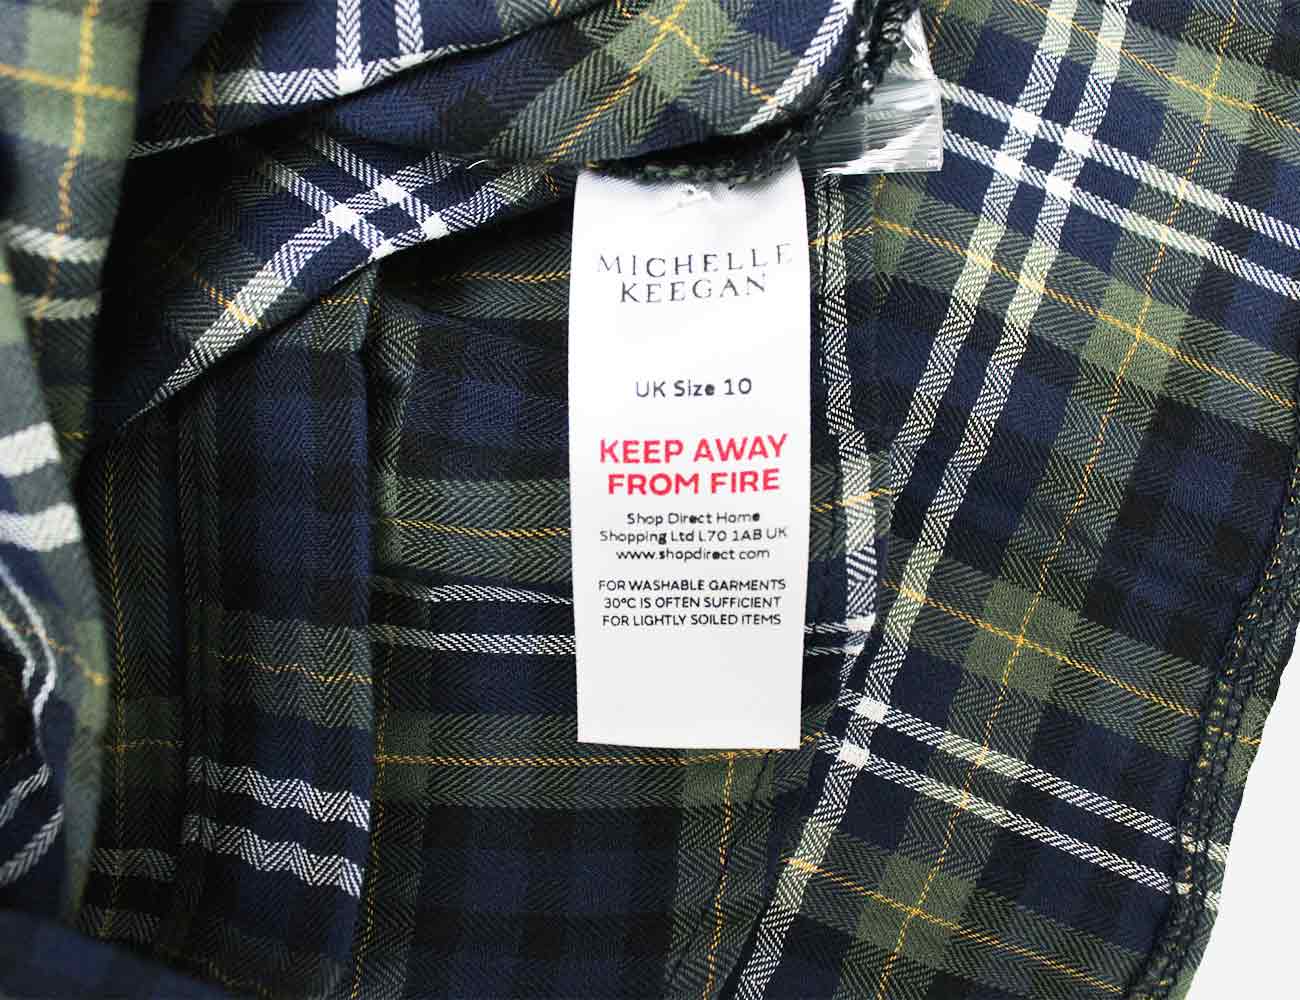 MICHELLE
KEEGAN
UK Size 10
KEEP AWAY
FROM FIRE
Shop Direct Home
Shopping Ltd L70 1AB UK
www.shopdirect.com
FOR WASHABLE GARMENTS
30°C IS OFTEN SUFFICIENT
FOR LIGHTLY SOILED ITEMS